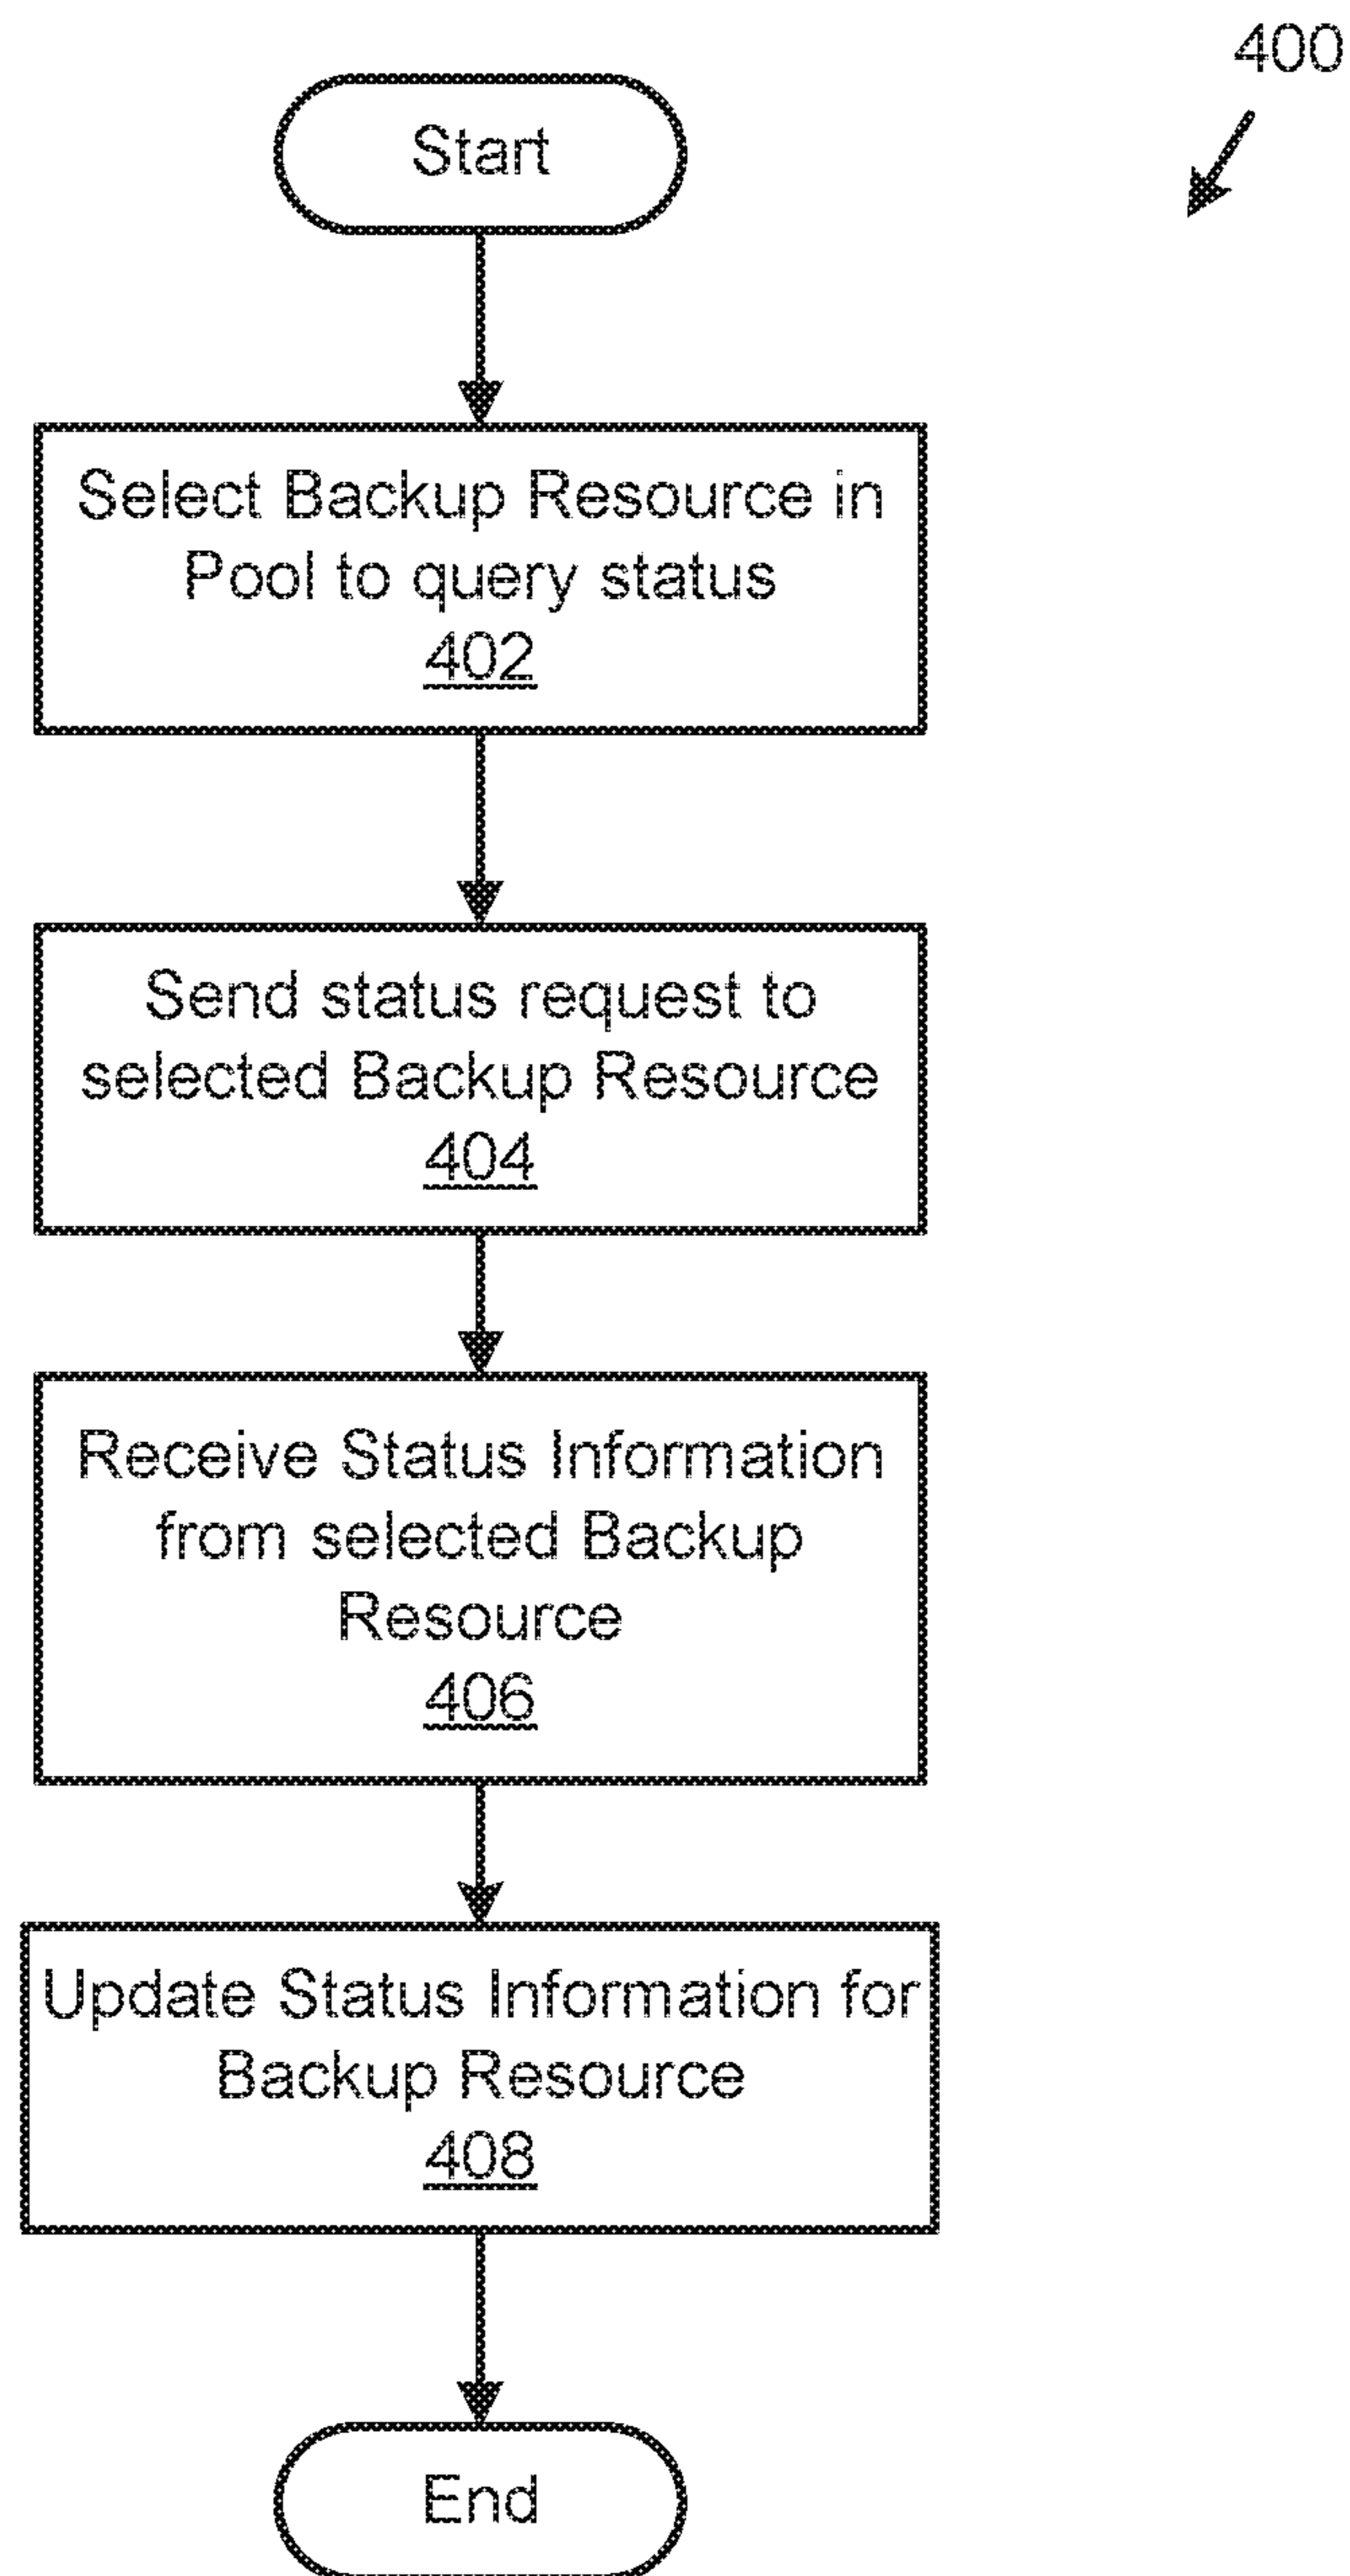 400
Start
Select Backup Resource in
Pool to query status
402
Send status request to
selected Backup Resource
404
Receive Status Information
from selected Backup
Resource
406
Update Status Information for
Backup Resource
408
End